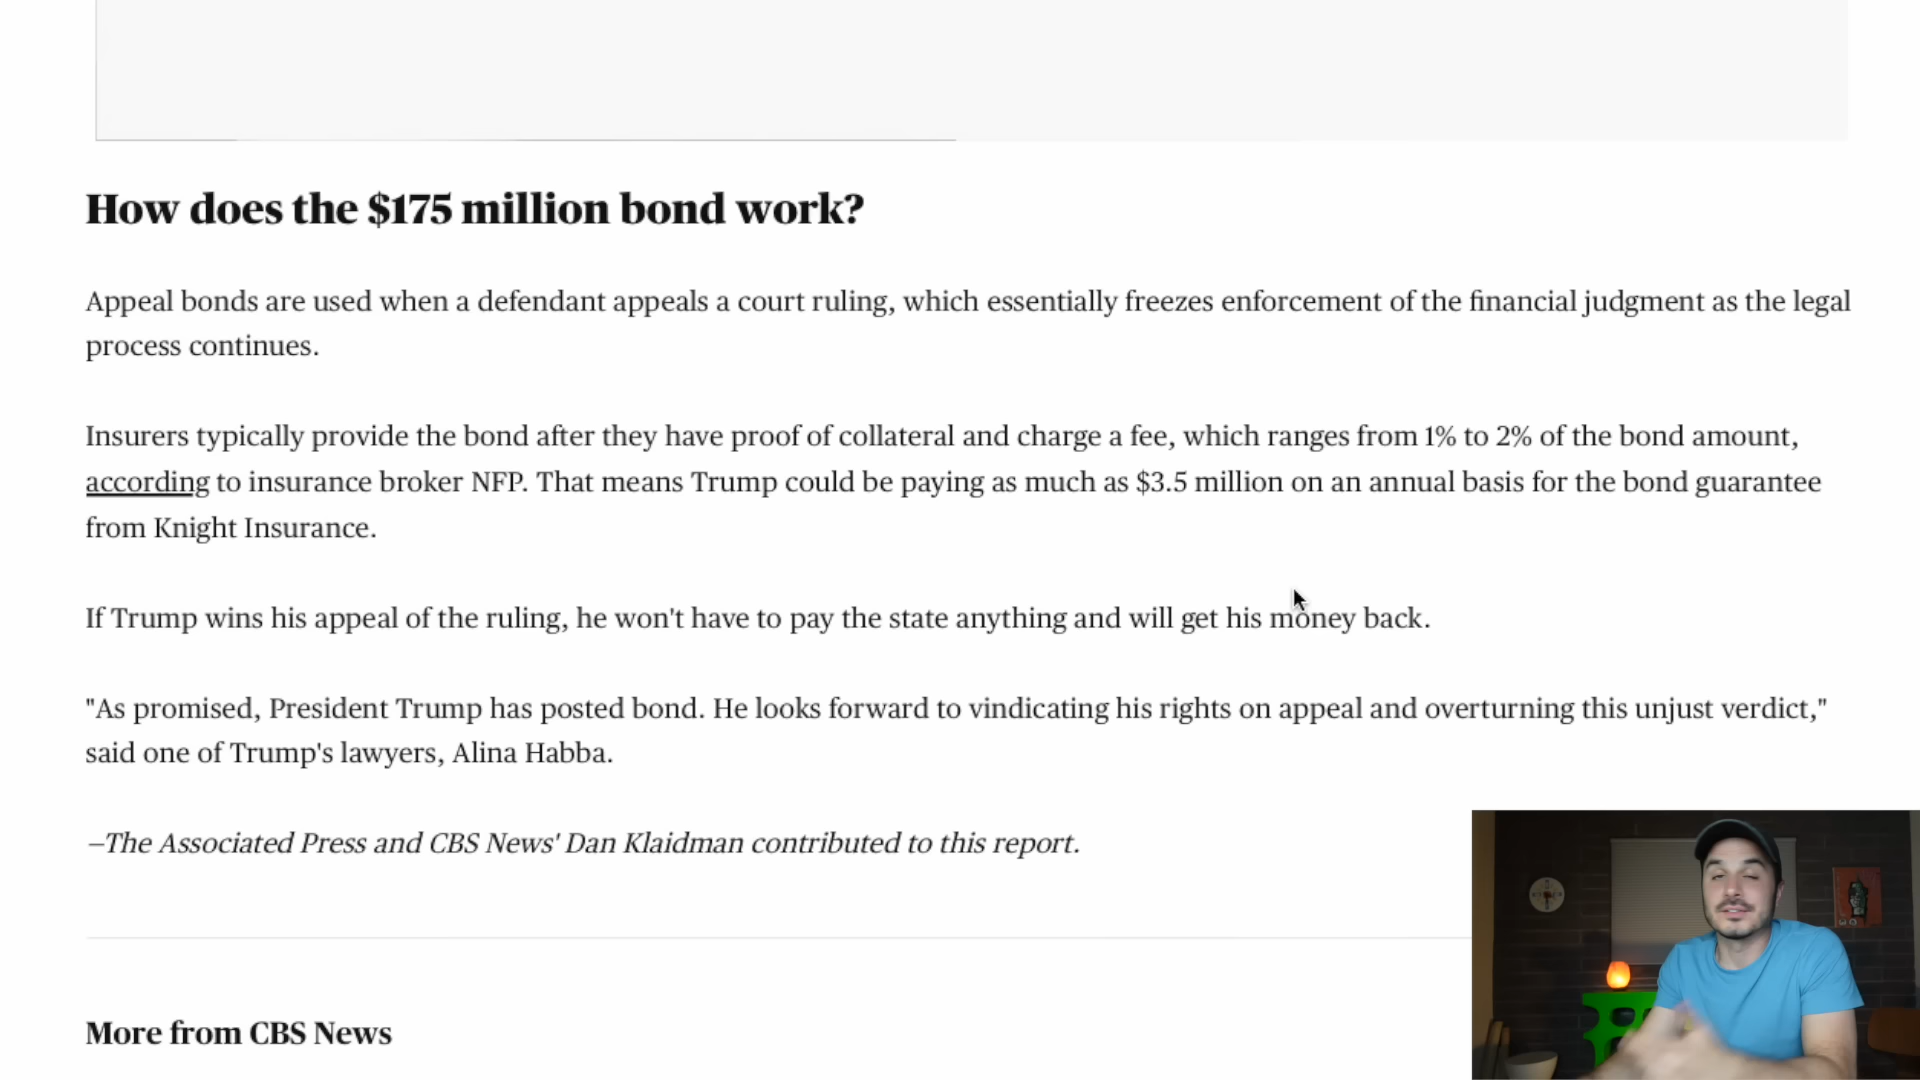 How does the $175 million bond work?
Appeal bonds are used when a defendant appeals a court ruling, which essentially freezes enforcement of the financial judgment as the legal
process continues.
Insurers typically provide the bond after they have proof of collateral and charge a fee, which ranges from 1% to 2% of the bond amount,
according to insurance broker NFP. That means Trump could be paying as much as $3.5 million on an annual basis for the bond guarantee
from Knight Insurance.
If Trump wins his appeal of the ruling, he won't have to pay the state anything and will get his money back.
"As promised, President Trump has posted bond. He looks forward to vindicating his rights on appeal and overturning this unjust verdict,"
said one of Trump's lawyers, Alina Habba.
—The Associated Press and CBS News' Dan Klaidman contributed to this report.
More from CBS News